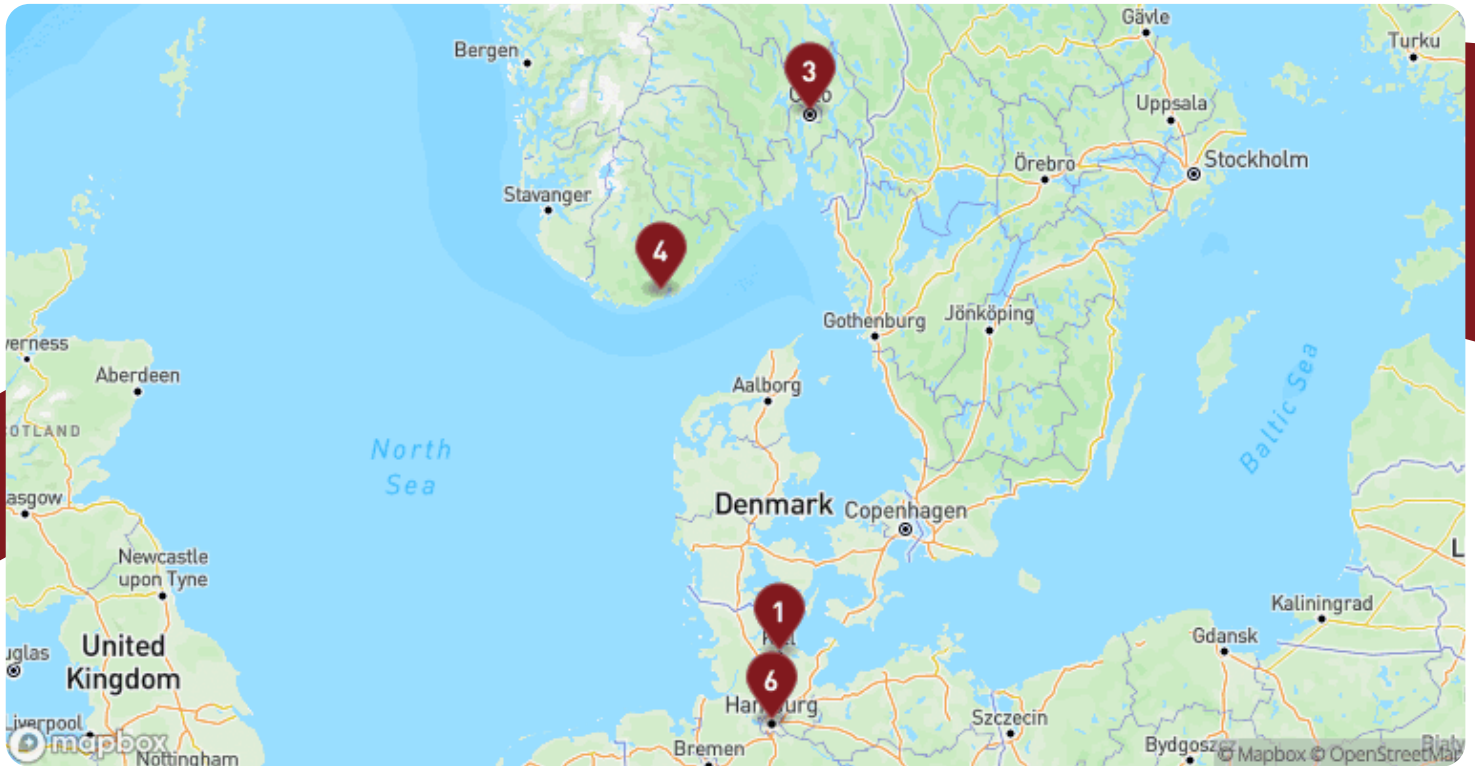 Gävle
Turku
Bergen
3
Uppsala
Örebro
Stockholm
Stavanger
4
Gothenburg
Jönköping
verness
Aberdeen
Aalborg
OTLAND
North
Sea
Baltic Sea
asgow
Denmark
Copenhagen
Newcastle
upon Tyne
1
Kaliningrad
Gdansk
United
Kingdom
uglas
6
Hamburg
Szczecin
Liverpool
mapbox
Nottingham
Bremen
© Mapbox © OpenStreetMap
L